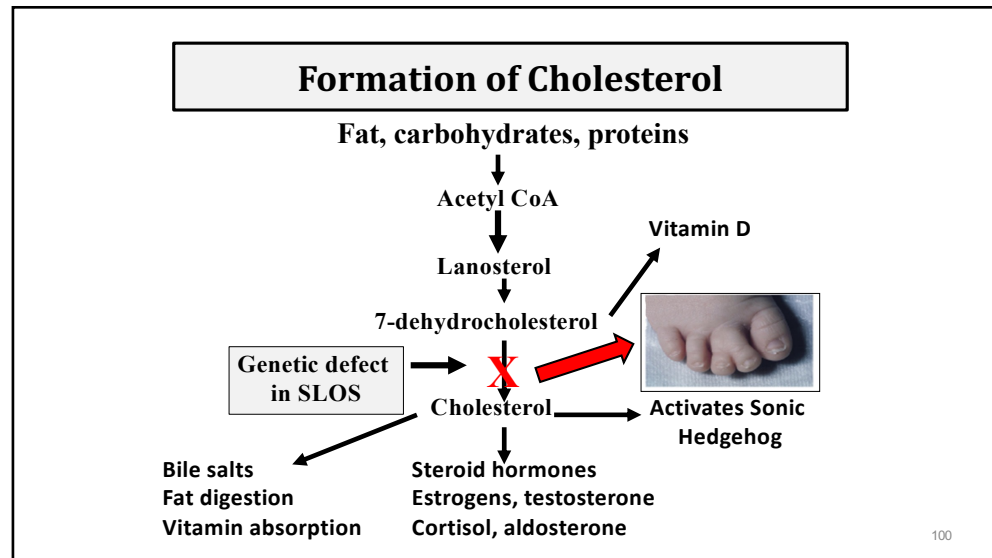 Formation of Cholesterol
Fat, carbohydrates, proteins
Acetyl CoA
Vitamin D
Lanosterol
7-dehydrocholesterol
Genetic defect
in SLOS
X
Cholesterol
Activates Sonic
Hedgehog
Bile salts
Fat digestion
Vitamin absorption
Steroid hormones
Estrogens, testosterone
Cortisol, aldosterone
100